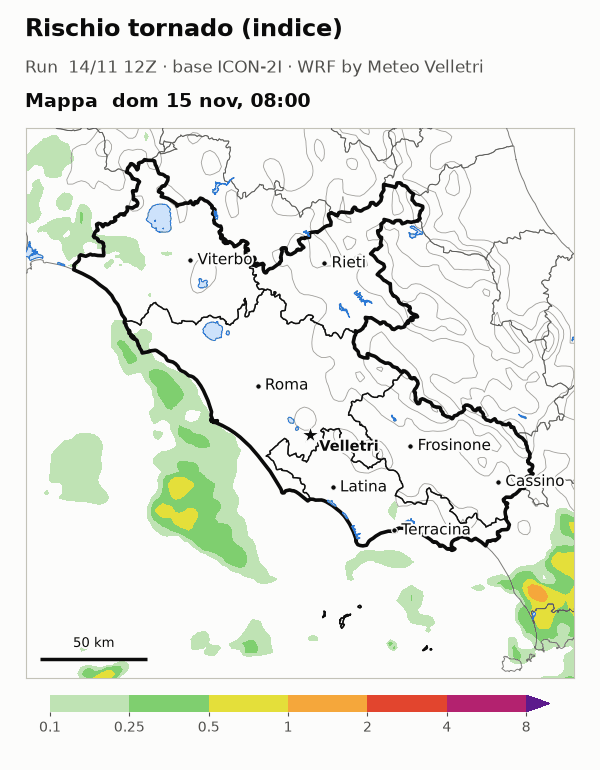 Rischio tornado (indice)
Run  14/11 12Z · base ICON-2I · WRF by Meteo Velletri
Mappa  dom 15 nov, 08:00
Viterbo
Rieti
Roma
Velletri
Frosinone
Cassino
Latina
Terracina
50 km
0.1 0.25 0.5 1 2 4 8